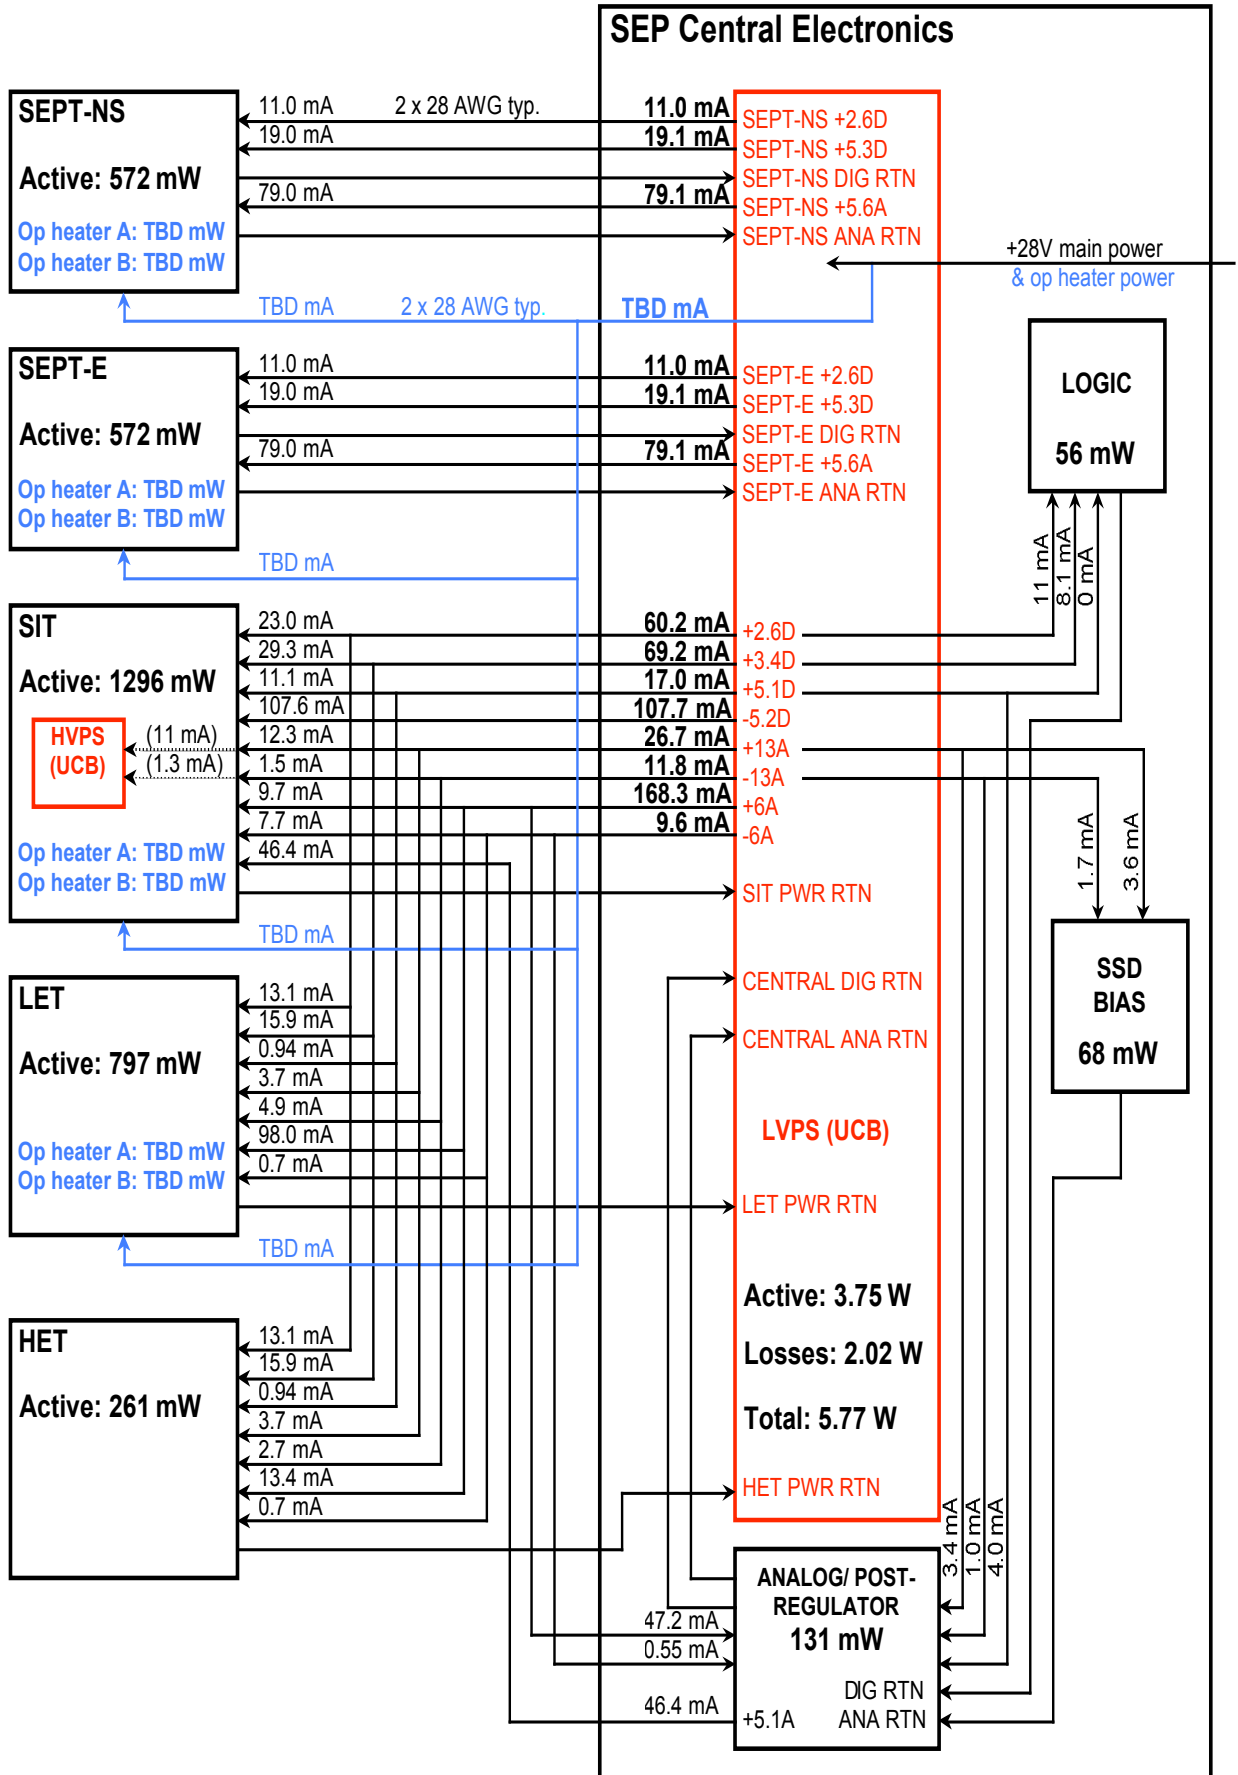 SEP Central Electronics
SEPT-NS
Active: 572 mW
Op heater A: TBD mW
Op heater B: TBD mW
11.0 mA
2 x 28 AWG typ.
11.0 mA
19.0 mA
19.1 mA
79.0 mA
79.1 mA
SEPT-NS +2.6D
SEPT-NS +5.3D
SEPT-NS DIG RTN
SEPT-NS +5.6A
SEPT-NS ANA RTN
+28V main power
& op heater power
TBD mA
2 x 28 AWG typ.
TBD mA
SEPT-E
Active: 572 mW
Op heater A: TBD mW
Op heater B: TBD mW
11.0 mA
11.0 mA
19.0 mA
19.1 mA
79.0 mA
79.1 mA
SEPT-E +2.6D
SEPT-E +5.3D
SEPT-E DIG RTN
SEPT-E +5.6A
SEPT-E ANA RTN
TBD mA
LOGIC
56 mW
11 mA
8.1 mA
0 mA
SIT
Active: 1296 mW
HVPS
(UCB)
(11 mA)
(1.3 mA)
Op heater A: TBD mW
Op heater B: TBD mW
23.0 mA
29.3 mA
11.1 mA
107.6 mA
12.3 mA
1.5 mA
9.7 mA
7.7 mA
46.4 mA
60.2 mA
69.2 mA
17.0 mA
107.7 mA
26.7 mA
11.8 mA
168.3 mA
9.6 mA
+2.6D
+3.4D
+5.1D
-5.2D
+13A
-13A
+6A
-6A
SIT PWR RTN
TBD mA
1.7 mA
3.6 mA
SSD
BIAS
68 mW
CENTRAL DIG RTN
CENTRAL ANA RTN
LVPS (UCB)
LET PWR RTN
Active: 3.75 W
Losses: 2.02 W
Total: 5.77 W
HET PWR RTN
LET
Active: 797 mW
Op heater A: TBD mW
Op heater B: TBD mW
13.1 mA
15.9 mA
0.94 mA
3.7 mA
4.9 mA
98.0 mA
0.7 mA
TBD mA
HET
Active: 261 mW
13.1 mA
15.9 mA
0.94 mA
3.7 mA
2.7 mA
13.4 mA
0.7 mA
3.4 mA
1.0 mA
4.0 mA
ANALOG/ POST-
REGULATOR
131 mW
47.2 mA
0.55 mA
46.4 mA
+5.1A
DIG RTN
ANA RTN